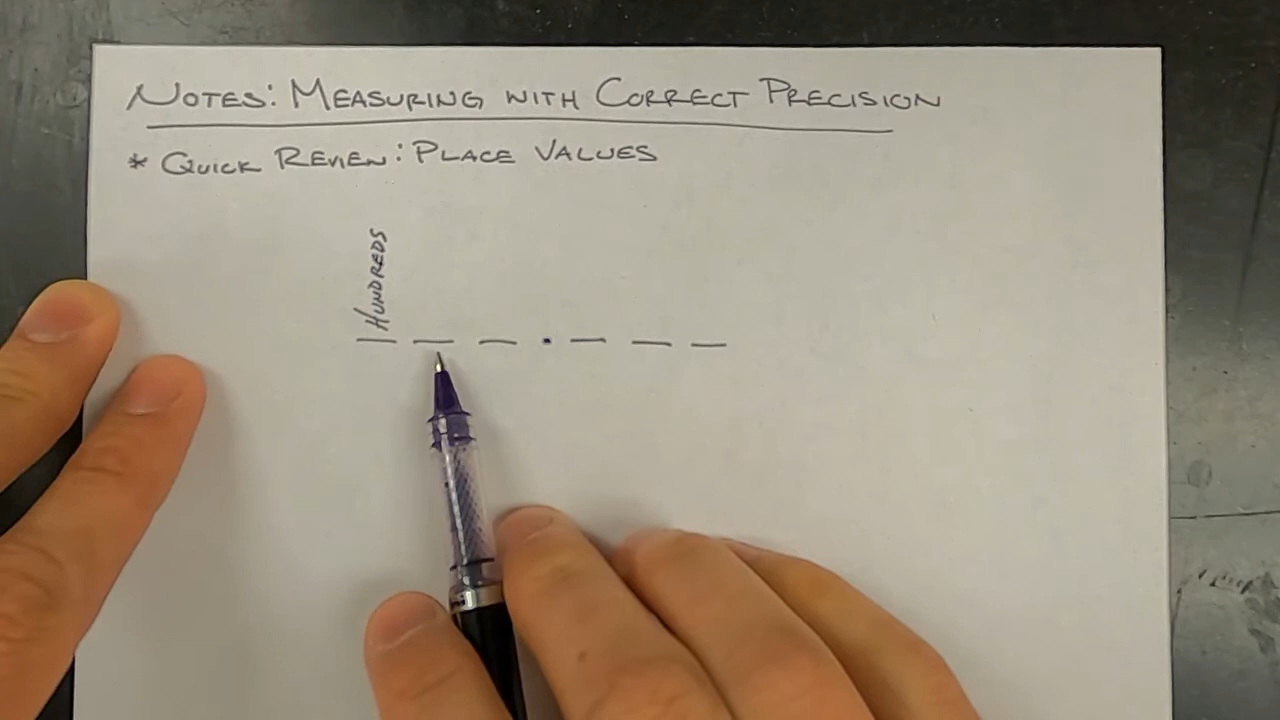 NOTES: MEASURING WITH CORRECT PRECISION
* QUICK REVIEW: PLACE VALUES
HUNDREDS
_ _ _ . _ _ _